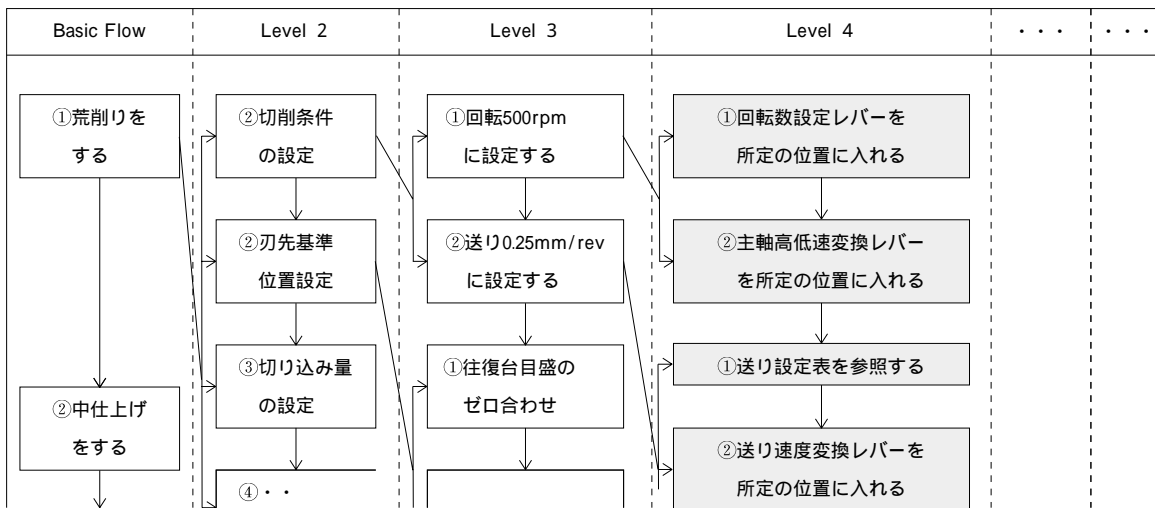 Basic Flow
Level 2
Level 3
Level 4
・・・
・・・
①荒削りを
する
②中仕上げ
をする
②切削条件
の設定
②刃先基準
位置設定
③切り込み量
の設定
④・・
①回転500rpm
に設定する
②送り0.25mm/rev
に設定する
①往復台目盛の
ゼロ合わせ
①回転数設定レバーを
所定の位置に入れる
②主軸高低速変換レバー
を所定の位置に入れる
①送り設定表を参照する
②送り速度変換レバーを
所定の位置に入れる